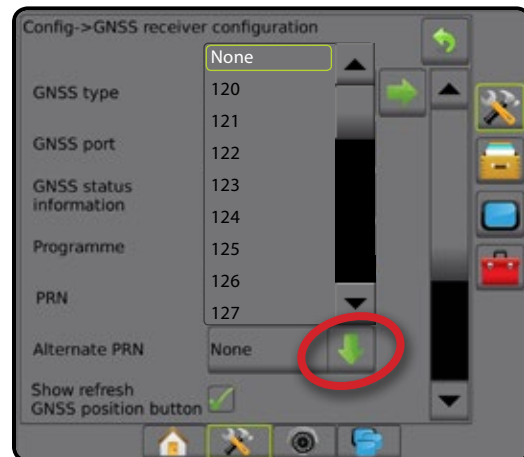 Config->GNSS receiver configuration
None
GNSS type
120
121
GNSS port
122
GNSS status
information
123
124
Programme
125
126
PRN
127
Alternate PRN
None
Show refresh
GNSS position button